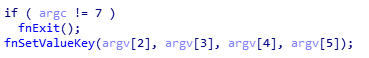 if ( argc != 7 )
fnExit();
fnSetValueKey(argv[2], argv[3], argv[4], argv[5]);